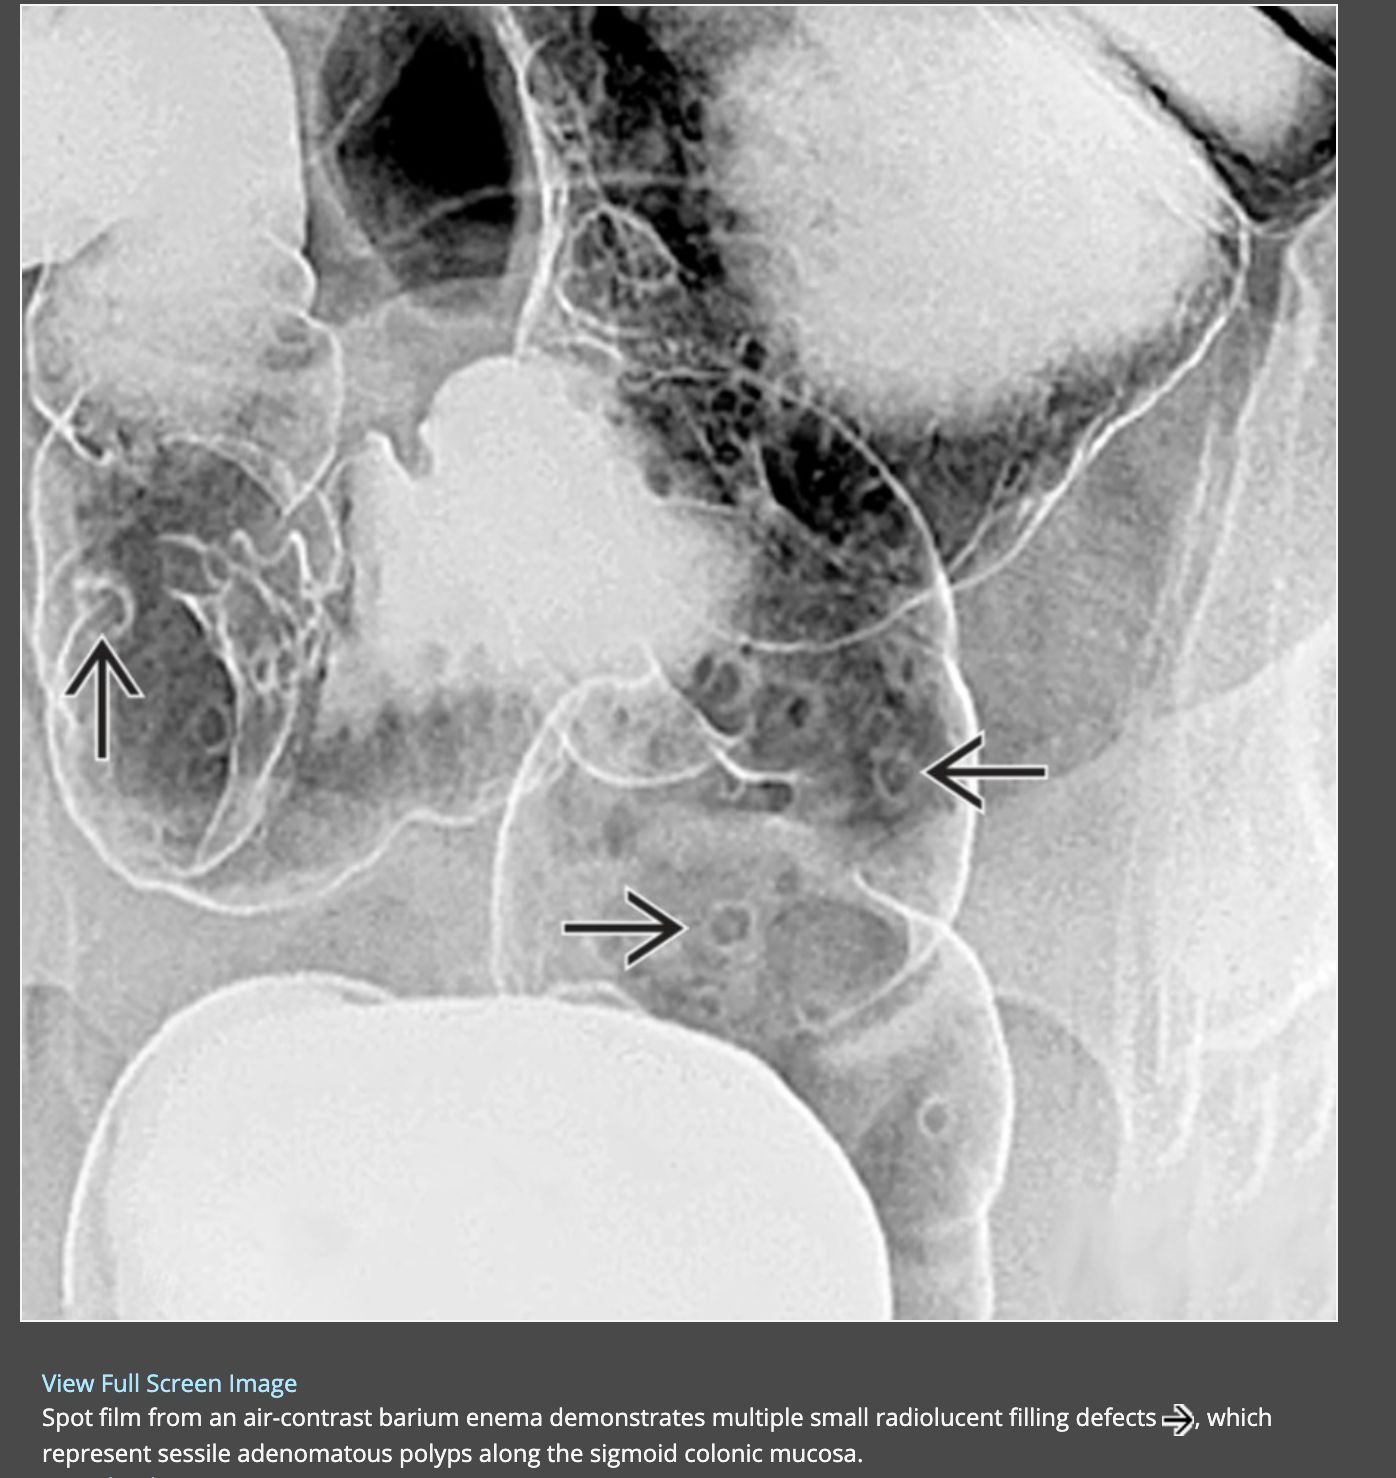 View Full Screen Image
Spot film from an air-contrast barium enema demonstrates multiple small radiolucent filling defects , which
represent sessile adenomatous polyps along the sigmoid colonic mucosa.